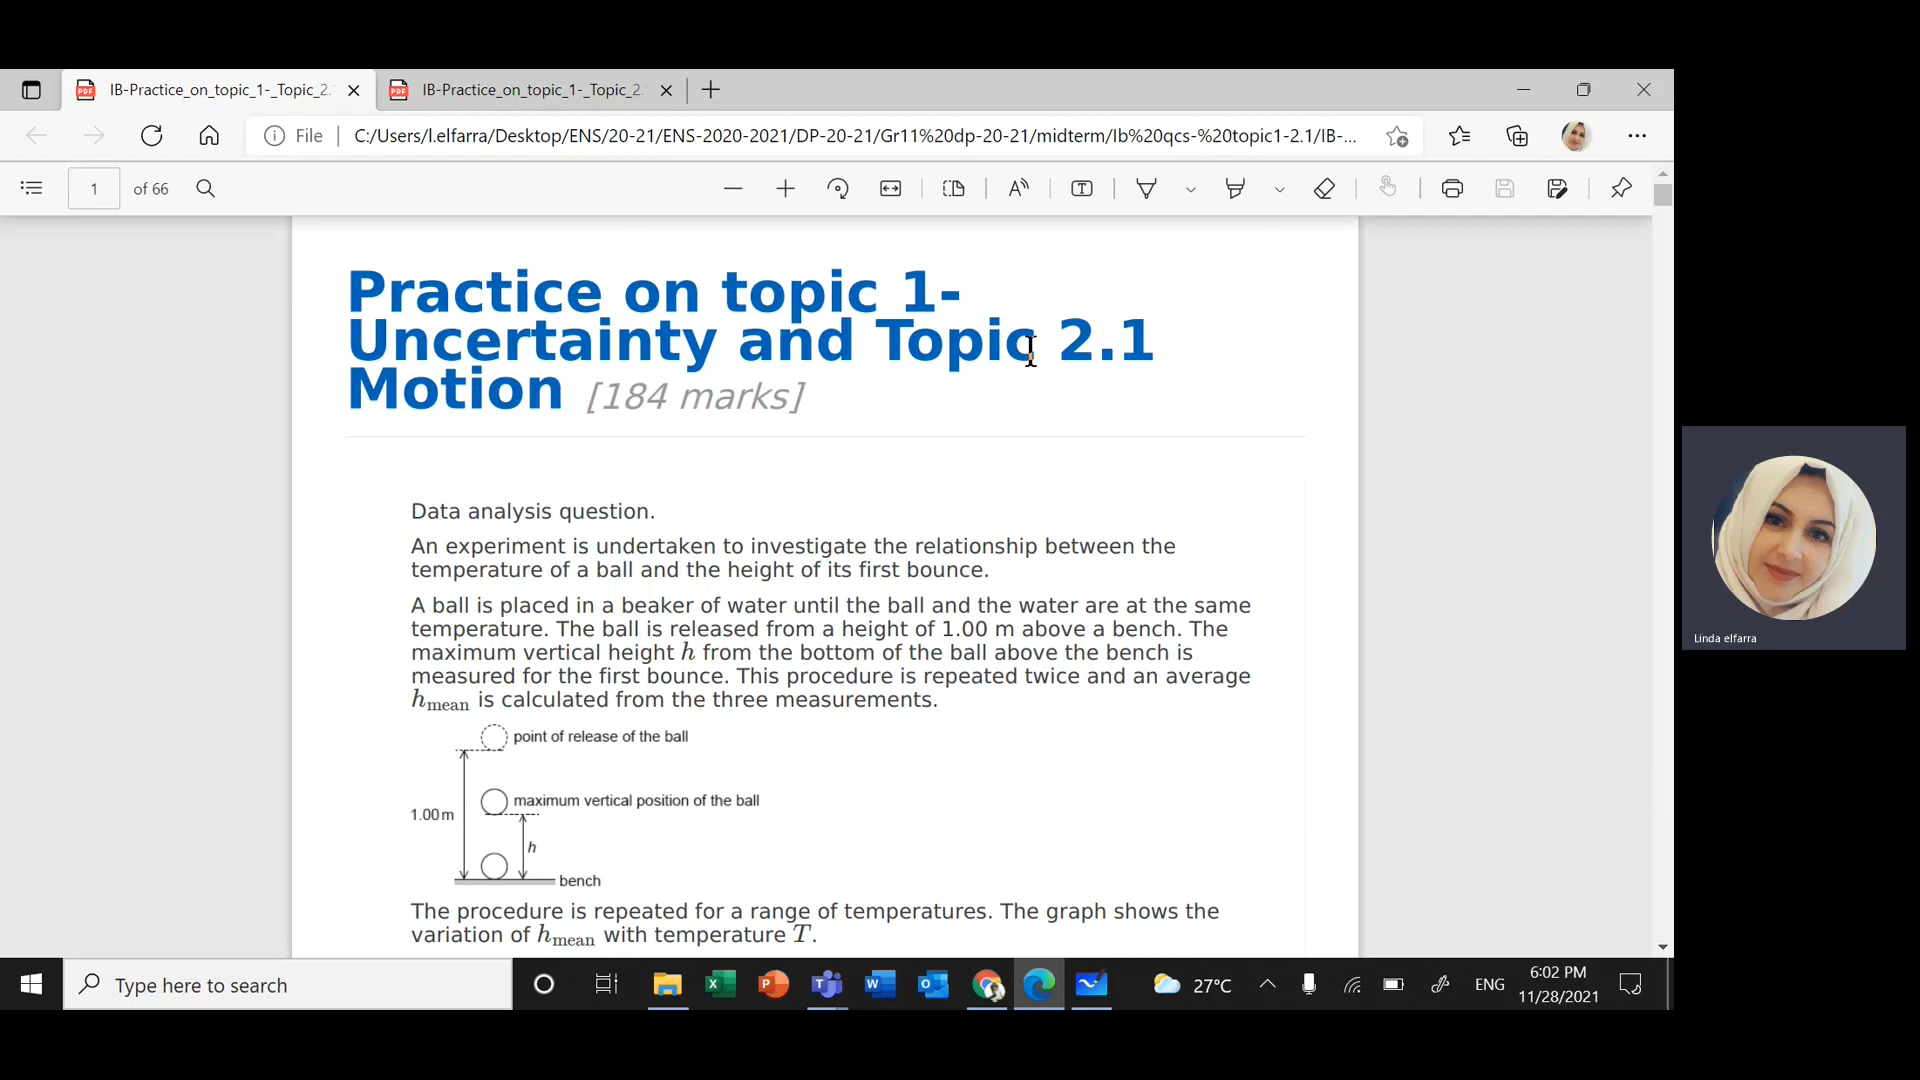 IB-Practice_on_topic_1-_Topic_2.
IB-Practice_on_topic_1-_Topic_2.
File
C:/Users/l.elfarra/Desktop/ENS/20-21/ENS-2020-2021/DP-20-21/Gr11%20dp-20-21/midterm/Ib%20qcs-%20topic1-2.1/IB-...
1 of 66
Practice on topic 1-
Uncertainty and Topic 2.1
Motion [184 marks]
Data analysis question.
An experiment is undertaken to investigate the relationship between the
temperature of a ball and the height of its first bounce.
A ball is placed in a beaker of water until the ball and the water are at the same
temperature. The ball is released from a height of 1.00 m above a bench. The
maximum vertical height h from the bottom of the ball above the bench is
measured for the first bounce. This procedure is repeated twice and an average
h_mean is calculated from the three measurements.
point of release of the ball
maximum vertical position of the ball
1.00 m
h
bench
The procedure is repeated for a range of temperatures. The graph shows the
variation of h_mean with temperature T.
Linda elfarra
Type here to search
27°C
ENG
6:02 PM
11/28/2021